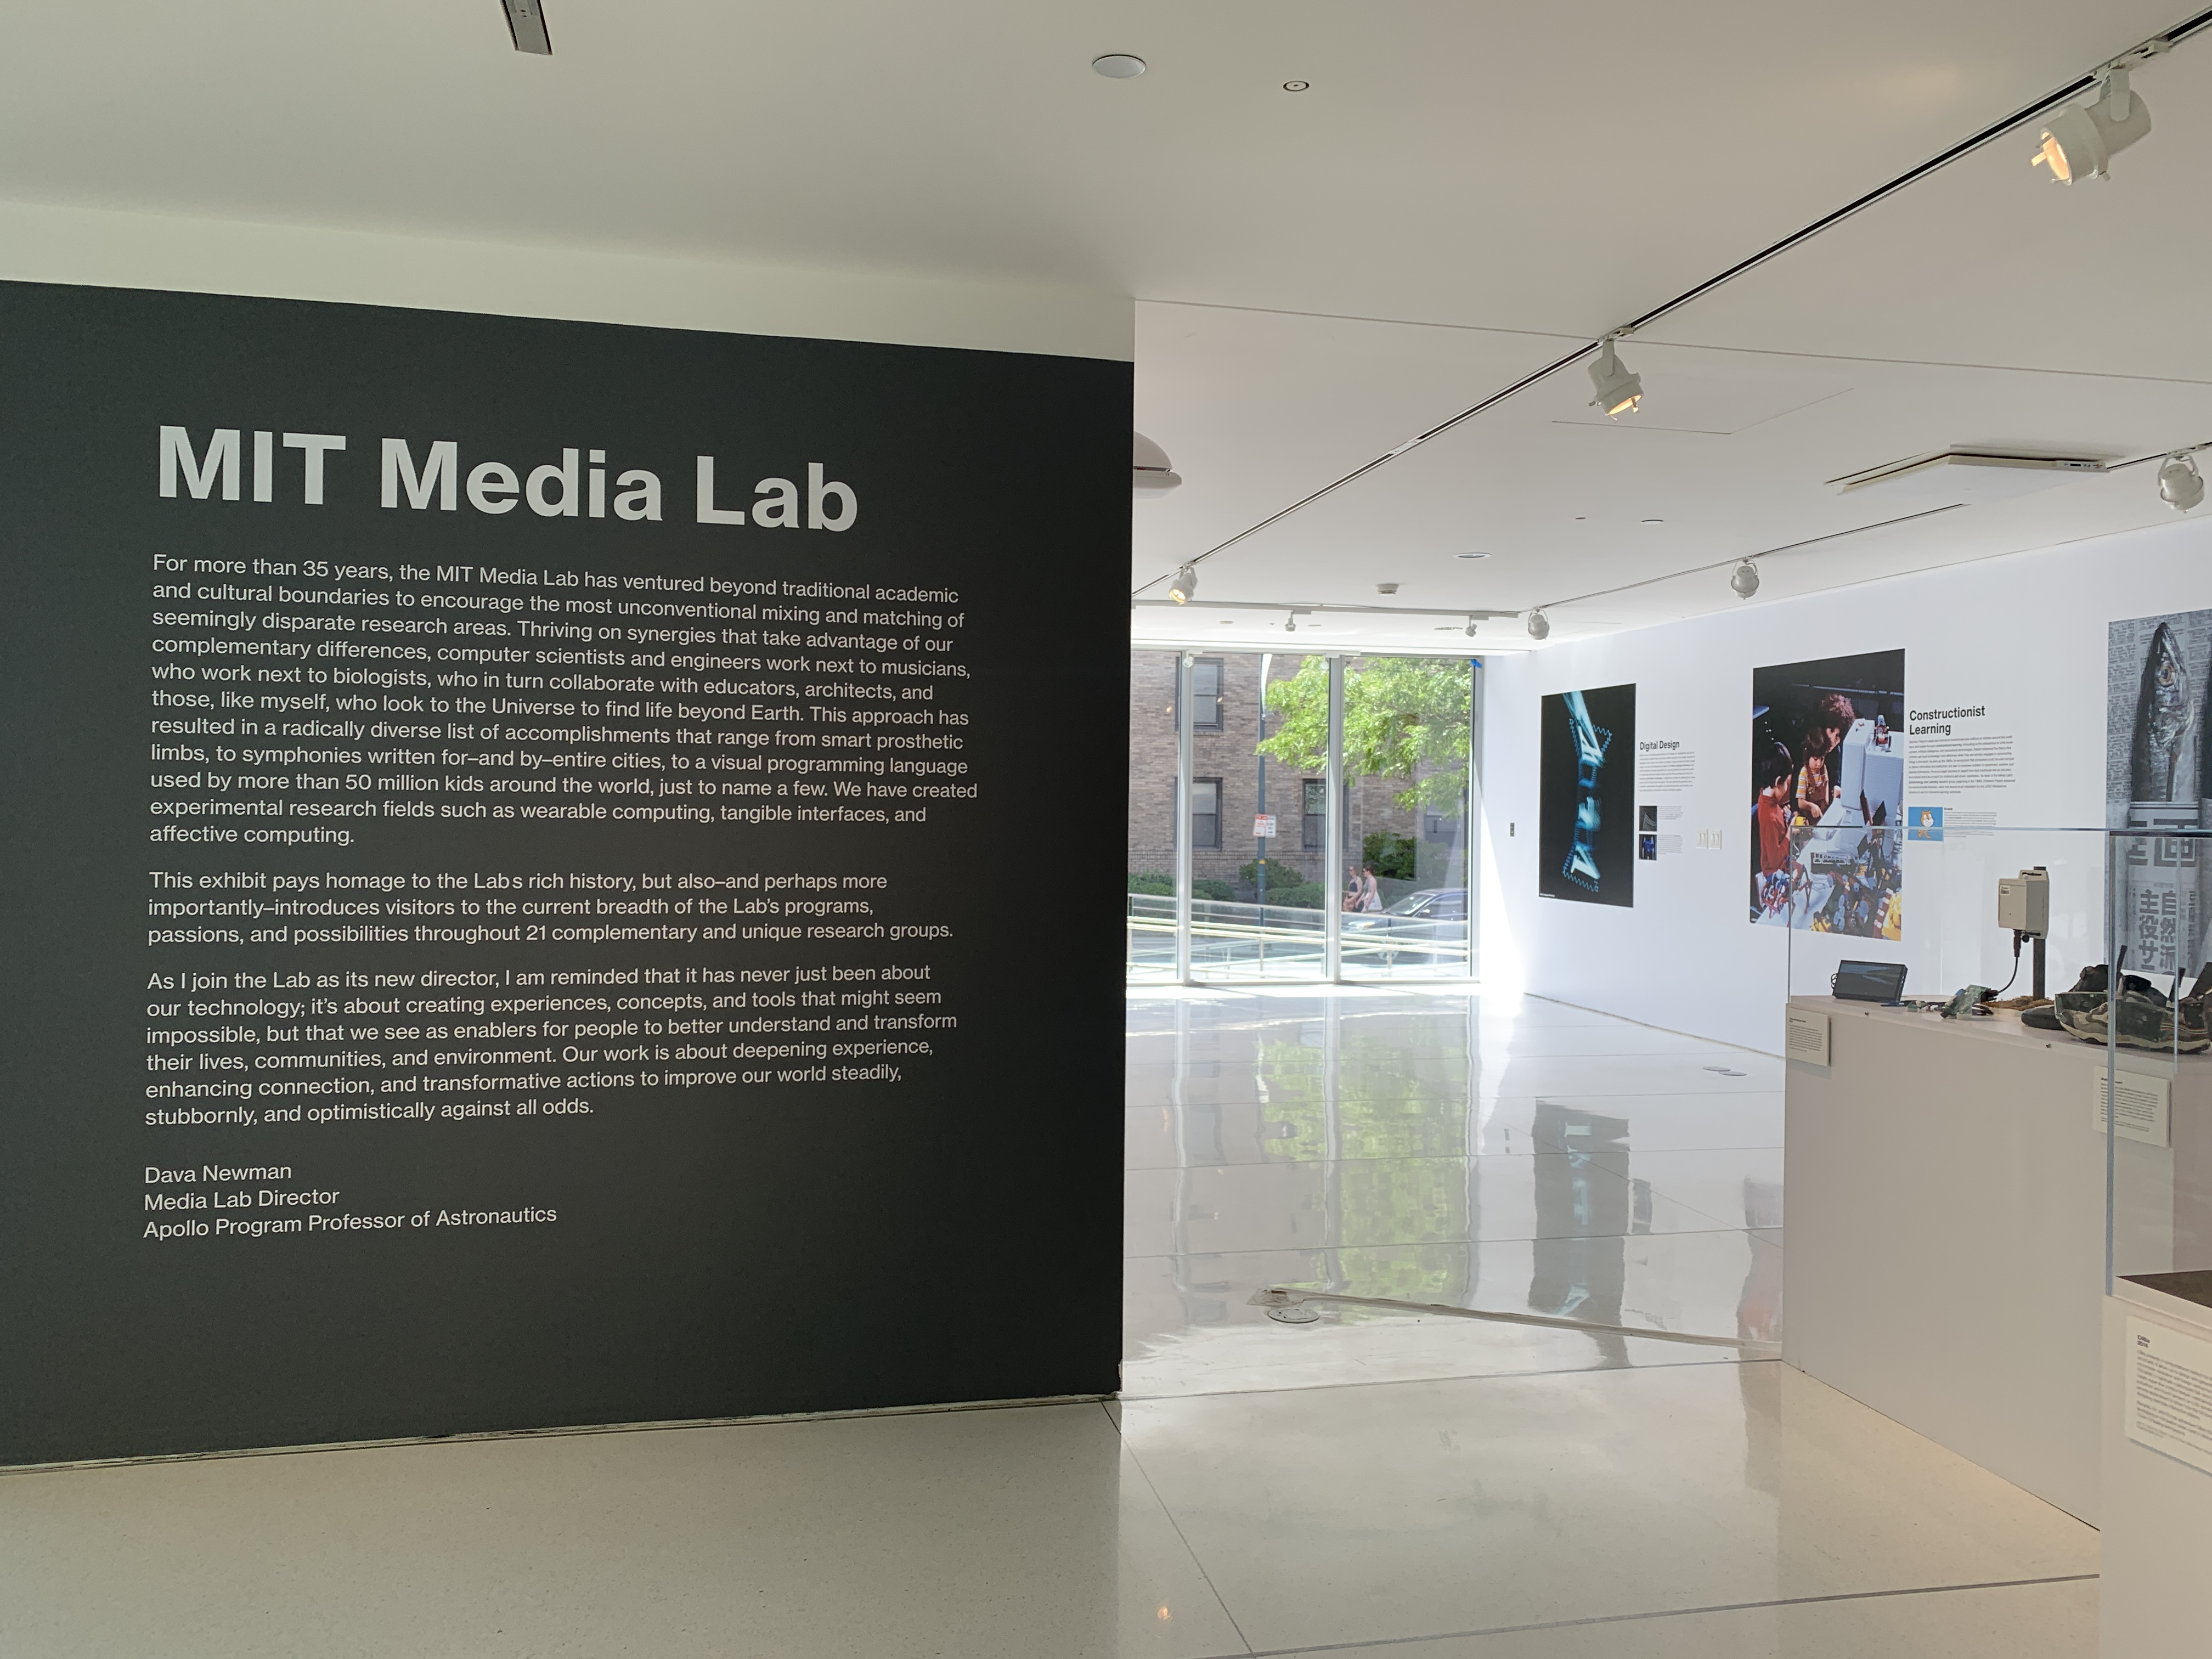 MIT Media Lab
For more than 35 years, the MIT Media Lab has ventured beyond traditional academic
and cultural boundaries to encourage the most unconventional mixing and matching of
seemingly disparate research areas. Thriving on synergies that take advantage of our
complementary differences, computer scientists and engineers work next to musicians,
who work next to biologists, who in turn collaborate with educators, architects, and
those, like myself, who look to the Universe to find life beyond Earth. This approach has
resulted in a radically diverse list of accomplishments that range from smart prosthetic
limbs, to symphonies written for–and by–entire cities, to a visual programming language
used by more than 50 million kids around the world, just to name a few. We have created
experimental research fields such as wearable computing, tangible interfaces, and
affective computing.
This exhibit pays homage to the Lab s rich history, but also–and perhaps more
importantly–introduces visitors to the current breadth of the Lab’s programs,
passions, and possibilities throughout 21 complementary and unique research groups.
As I join the Lab as its new director, I am reminded that it has never just been about
our technology; it’s about creating experiences, concepts, and tools that might seem
impossible, but that we see as enablers for people to better understand and transform
their lives, communities, and environment. Our work is about deepening experience,
enhancing connection, and transformative actions to improve our world steadily,
stubbornly, and optimistically against all odds.
Dava Newman
Media Lab Director
Apollo Program Professor of Astronautics
Digital Design
Constructionist
Learning
自然
主役